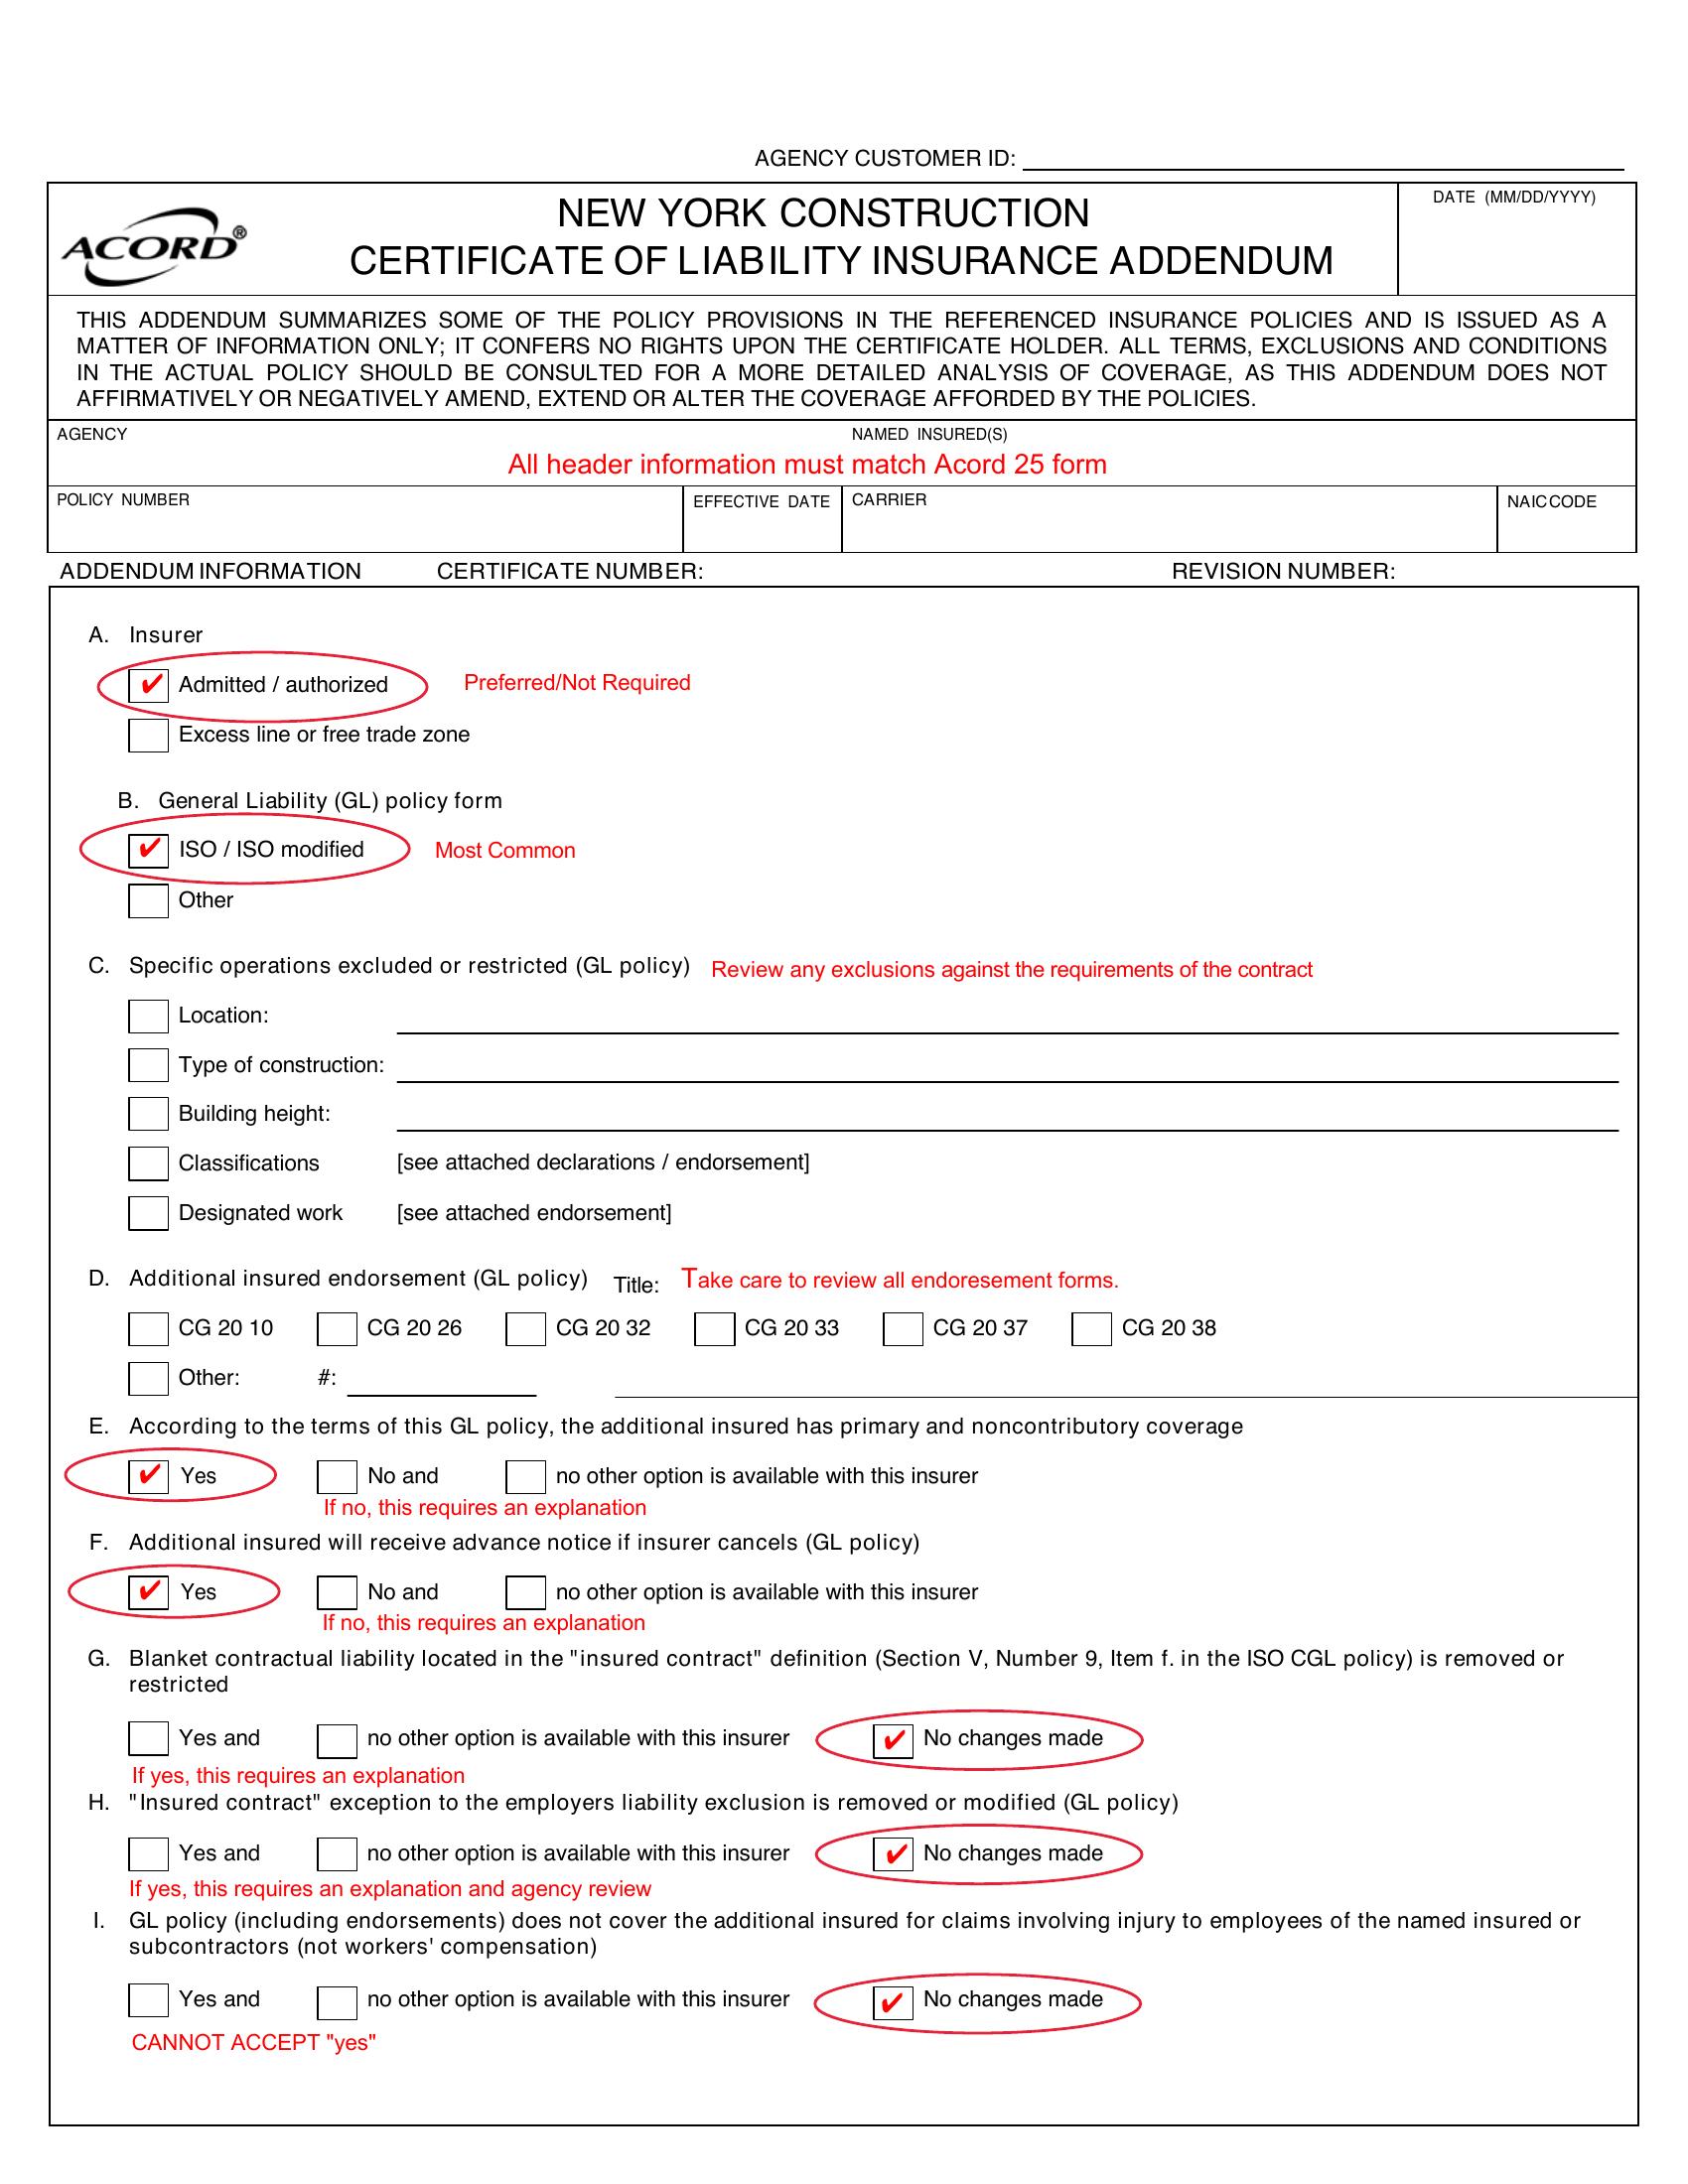 AGENCY CUSTOMER ID:
ACORD®
NEW YORK CONSTRUCTION
CERTIFICATE OF LIABILITY INSURANCE ADDENDUM
DATE (MM/DD/YYYY)
THIS ADDENDUM SUMMARIZES SOME OF THE POLICY PROVISIONS IN THE REFERENCED INSURANCE POLICIES AND IS ISSUED AS A
MATTER OF INFORMATION ONLY; IT CONFERS NO RIGHTS UPON THE CERTIFICATE HOLDER. ALL TERMS, EXCLUSIONS AND CONDITIONS
IN THE ACTUAL POLICY SHOULD BE CONSULTED FOR A MORE DETAILED ANALYSIS OF COVERAGE, AS THIS ADDENDUM DOES NOT
AFFIRMATIVELY OR NEGATIVELY AMEND, EXTEND OR ALTER THE COVERAGE AFFORDED BY THE POLICIES.
AGENCY NAMED INSURED(S)
All header information must match Acord 25 form
POLICY NUMBER EFFECTIVE DATE CARRIER NAIC CODE
ADDENDUM INFORMATION CERTIFICATE NUMBER: REVISION NUMBER:
A. Insurer
✔ Admitted / authorized Preferred/Not Required
Excess line or free trade zone
B. General Liability (GL) policy form
✔ ISO / ISO modified Most Common
Other
C. Specific operations excluded or restricted (GL policy) Review any exclusions against the requirements of the contract
Location:
Type of construction:
Building height:
Classifications [see attached declarations / endorsement]
Designated work [see attached endorsement]
D. Additional insured endorsement (GL policy) Title: Take care to review all endoresement forms.
CG 20 10 CG 20 26 CG 20 32 CG 20 33 CG 20 37 CG 20 38
Other: #:
E. According to the terms of this GL policy, the additional insured has primary and noncontributory coverage
✔ Yes No and no other option is available with this insurer
If no, this requires an explanation
F. Additional insured will receive advance notice if insurer cancels (GL policy)
✔ Yes No and no other option is available with this insurer
If no, this requires an explanation
G. Blanket contractual liability located in the "insured contract" definition (Section V, Number 9, Item f. in the ISO CGL policy) is removed or
restricted
Yes and no other option is available with this insurer ✔ No changes made
If yes, this requires an explanation
H. "Insured contract" exception to the employers liability exclusion is removed or modified (GL policy)
Yes and no other option is available with this insurer ✔ No changes made
If yes, this requires an explanation and agency review
I. GL policy (including endorsements) does not cover the additional insured for claims involving injury to employees of the named insured or
subcontractors (not workers' compensation)
Yes and no other option is available with this insurer ✔ No changes made
CANNOT ACCEPT "yes"